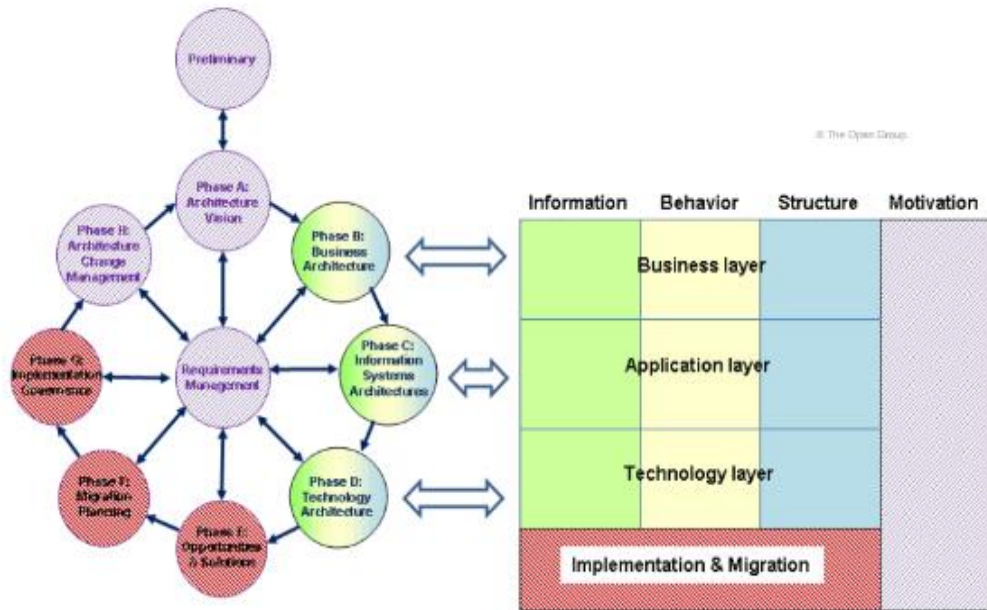 Preliminary
© The Open Group.
Phase A:
Architecture
Vision
Phase H:
Architecture
Change
Management
Phase B:
Business
Architecture
Phase G:
Implementation
Governance
Requirements
Management
Phase C:
Information
Systems
Architectures
Phase F:
Migration
Planning
Phase D:
Technology
Architecture
Phase E:
Opportunities
& Solutions
Information Behavior Structure Motivation
Business layer
Application layer
Technology layer
Implementation & Migration